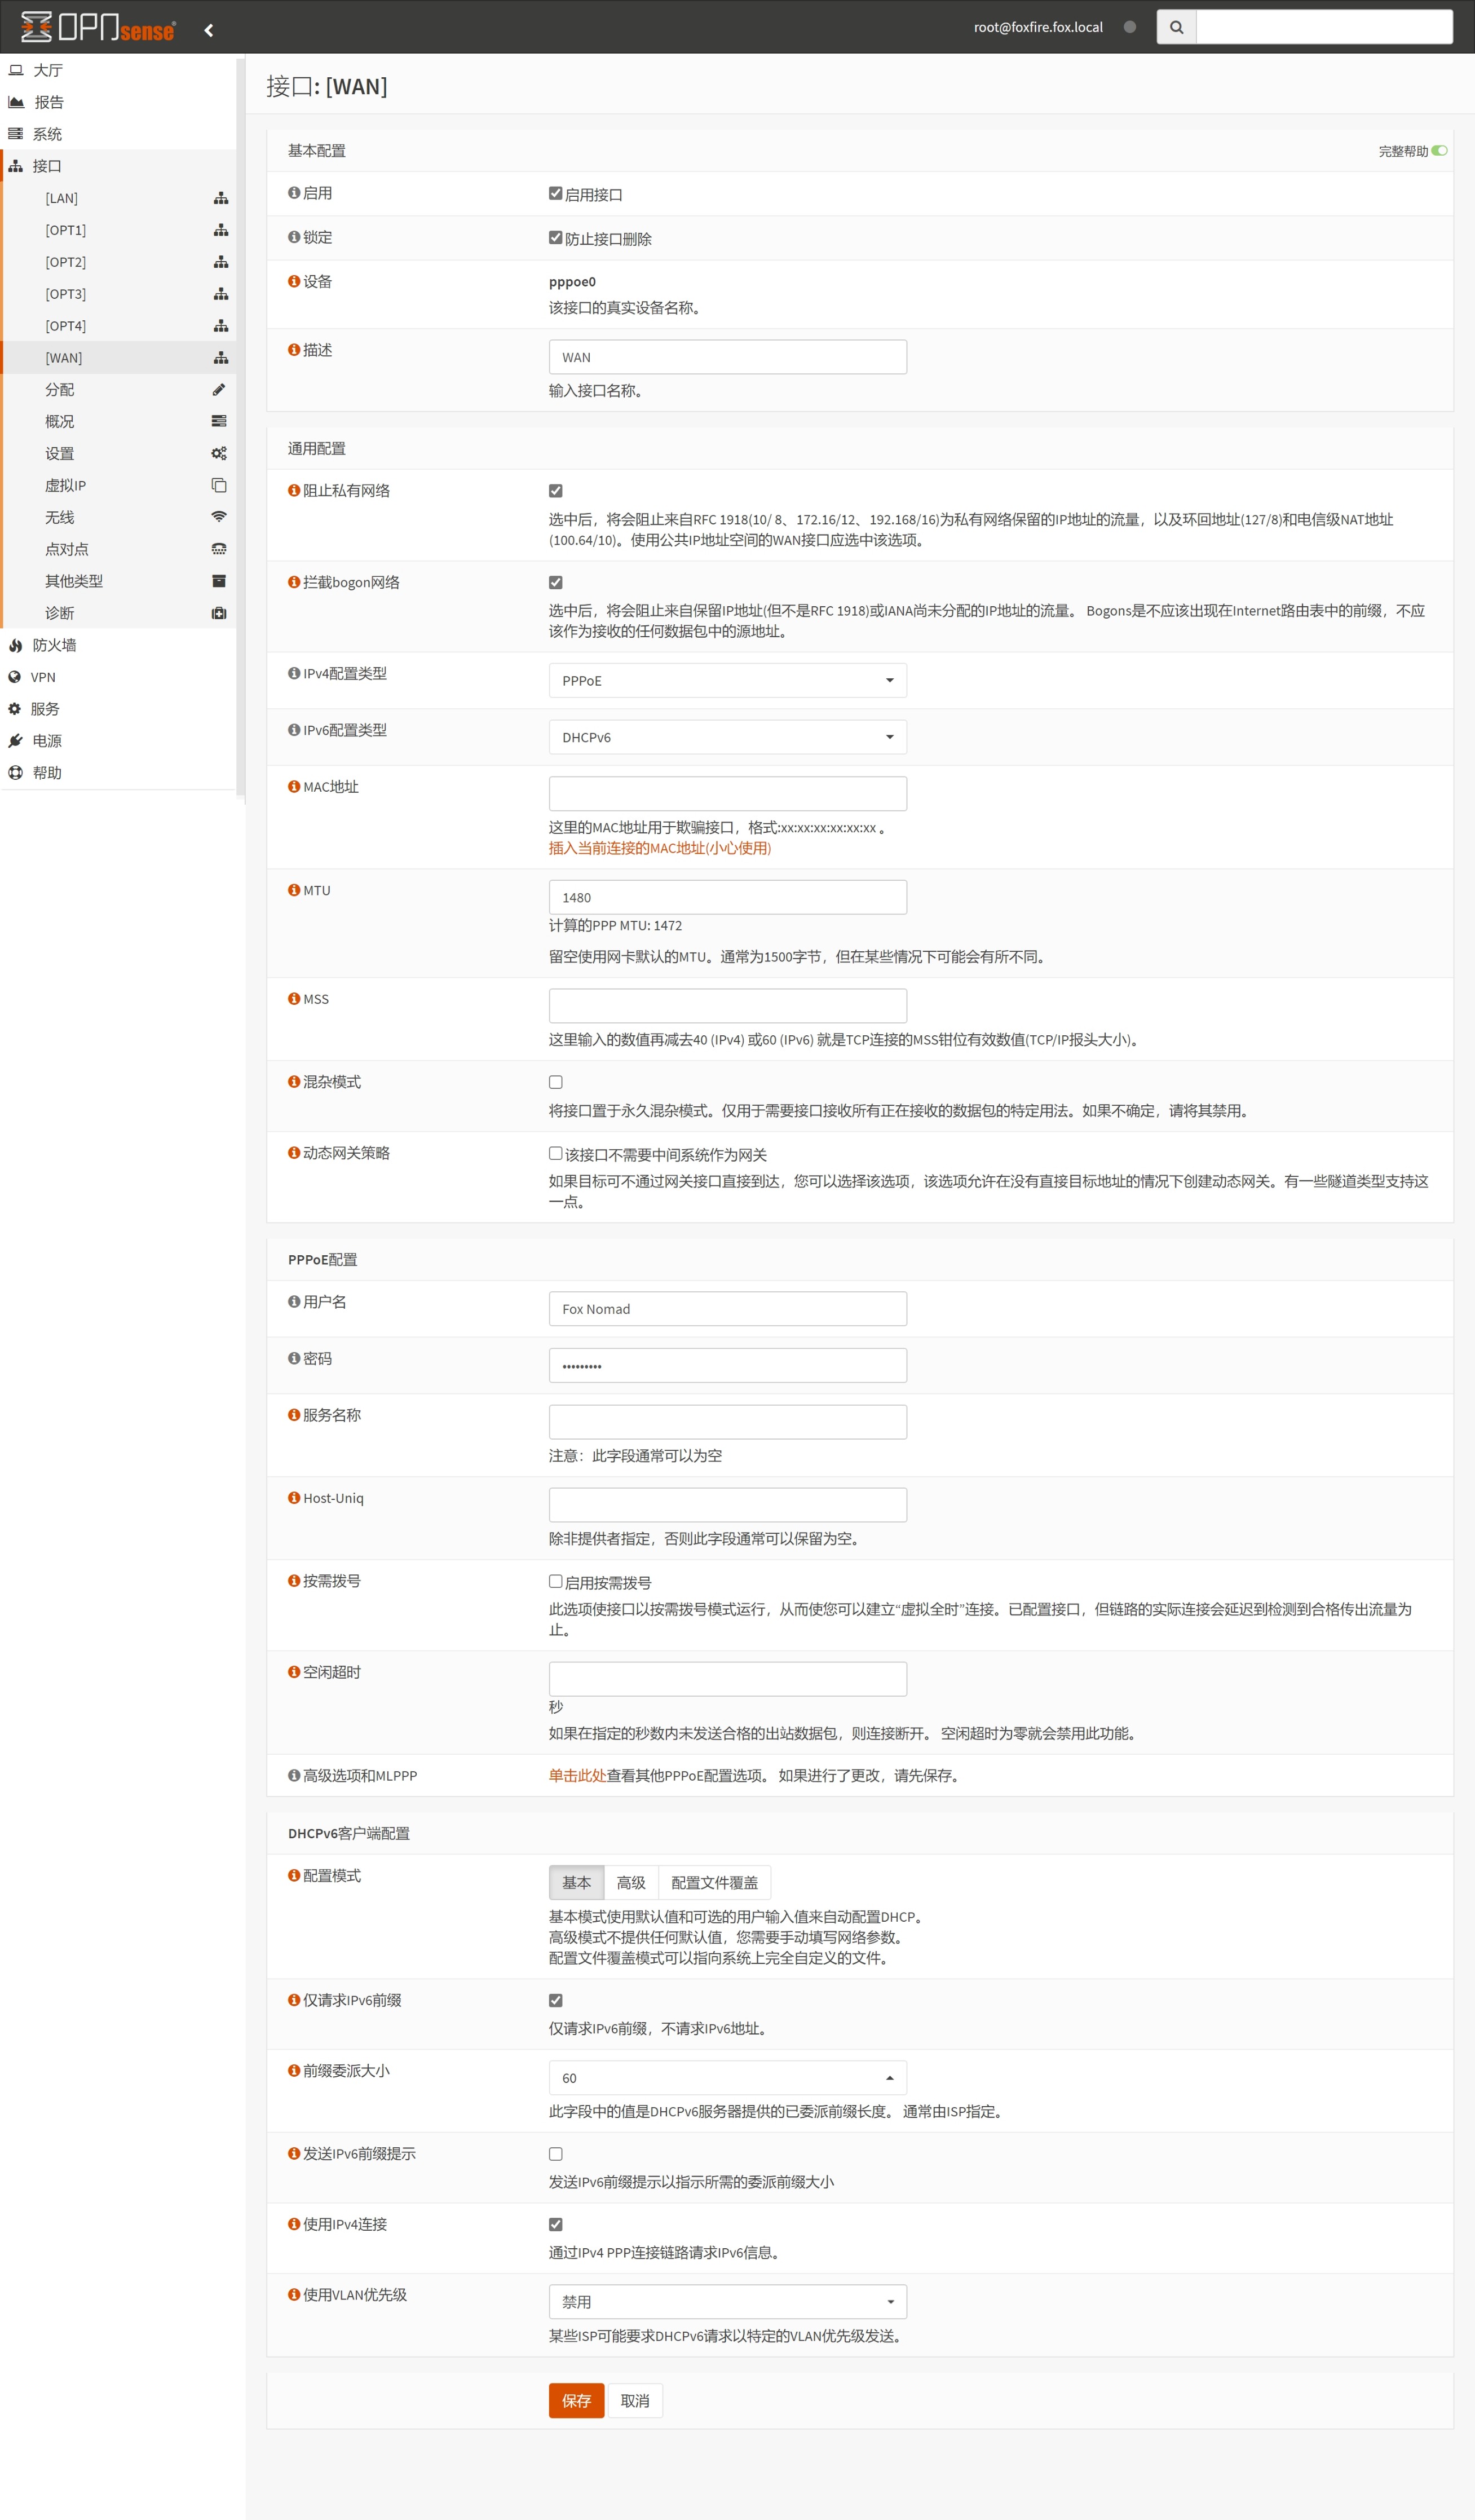 OPNsense
root@foxfire.fox.local
大厅
报告
系统
接口
[LAN]
[OPT1]
[OPT2]
[OPT3]
[OPT4]
[WAN]
分配
概况
设置
虚拟IP
无线
点对点
其他类型
诊断
防火墙
VPN
服务
电源
帮助
接口: [WAN]
基本配置
完整帮助
启用
启用接口
锁定
防止接口删除
设备
pppoe0
该接口的真实设备名称。
描述
WAN
输入接口名称。
通用配置
阻止私有网络
选中后，将会阻止来自RFC 1918(10/ 8、172.16/12、192.168/16)为私有网络保留的IP地址的流量，以及环回地址(127/8)和电信级NAT地址
(100.64/10)。使用公共IP地址空间的WAN接口应选中该选项。
拦截bogon网络
选中后，将会阻止来自保留IP地址(但不是RFC 1918)或IANA尚未分配的IP地址的流量。 Bogons是不应该出现在Internet路由表中的前缀，不应
该作为接收的任何数据包中的源地址。
IPv4配置类型
PPPoE
IPv6配置类型
DHCPv6
MAC地址
这里的MAC地址用于欺骗接口，格式:xx:xx:xx:xx:xx:xx 。
插入当前连接的MAC地址(小心使用)
MTU
1480
计算的PPP MTU: 1472
留空使用网卡默认的MTU。通常为1500字节，但在某些情况下可能会有所不同。
MSS
这里输入的数值再减去40 (IPv4) 或60 (IPv6) 就是TCP连接的MSS钳位有效数值(TCP/IP报头大小)。
混杂模式
将接口置于永久混杂模式。仅用于需要接口接收所有正在接收的数据包的特定用法。如果不确定，请将其禁用。
动态网关策略
该接口不需要中间系统作为网关
如果目标可不通过网关接口直接到达，您可以选择该选项，该选项允许在没有直接目标地址的情况下创建动态网关。有一些隧道类型支持这
一点。
PPPoE配置
用户名
Fox Nomad
密码
•••••••••
服务名称
注意：此字段通常可以为空
Host-Uniq
除非提供者指定，否则此字段通常可以保留为空。
按需拨号
启用按需拨号
此选项使接口以按需拨号模式运行，从而使您可以建立“虚拟全时”连接。已配置接口，但链路的实际连接会延迟到检测到合格传出流量为
止。
空闲超时
秒
如果在指定的秒数内未发送合格的出站数据包，则连接断开。 空闲超时为零就会禁用此功能。
高级选项和MLPPP
单击此处查看其他PPPoE配置选项。 如果进行了更改，请先保存。
DHCPv6客户端配置
配置模式
基本 高级 配置文件覆盖
基本模式使用默认值和可选的用户输入值来自动配置DHCP。
高级模式不提供任何默认值，您需要手动填写网络参数。
配置文件覆盖模式可以指向系统上完全自定义的文件。
仅请求IPv6前缀
仅请求IPv6前缀，不请求IPv6地址。
前缀委派大小
60
此字段中的值是DHCPv6服务器提供的已委派前缀长度。 通常由ISP指定。
发送IPv6前缀提示
发送IPv6前缀提示以指示所需的委派前缀大小
使用IPv4连接
通过IPv4 PPP连接链路请求IPv6信息。
使用VLAN优先级
禁用
某些ISP可能要求DHCPv6请求以特定的VLAN优先级发送。
保存 取消